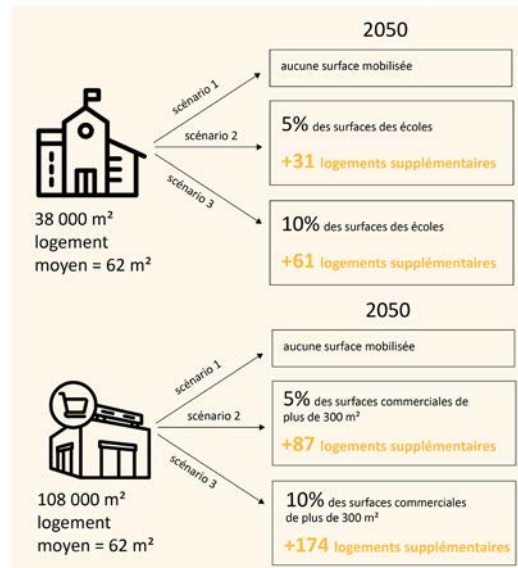 2050
scénario 1
aucune surface mobilisée
scénario 2
5% des surfaces des écoles
+31 logements supplémentaires
scénario 3
10% des surfaces des écoles
+61 logements supplémentaires
38 000 m²
logement
moyen = 62 m²
2050
scénario 1
aucune surface mobilisée
scénario 2
5% des surfaces commerciales de
plus de 300 m²
+87 logements supplémentaires
scénario 3
10% des surfaces commerciales
de plus de 300 m²
+174 logements supplémentaires
108 000 m²
logement
moyen = 62 m²